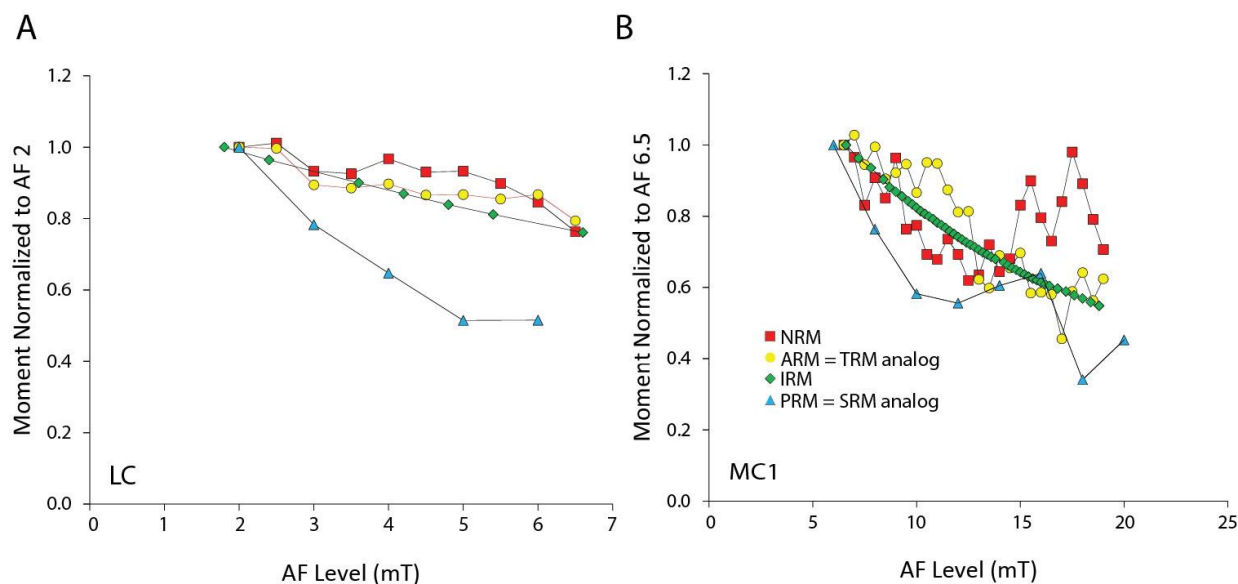 A
Moment Normalized to AF 2
1.2
1.0
0.8
0.6
0.4
0.2
0.0
LC
0 1 2 3 4 5 6 7
AF Level (mT)
B
Moment Normalized to AF 6.5
1.2
1.0
0.8
0.6
0.4
0.2
0.0
NRM
ARM = TRM analog
IRM
PRM = SRM analog
MC1
0 5 10 15 20 25
AF Level (mT)